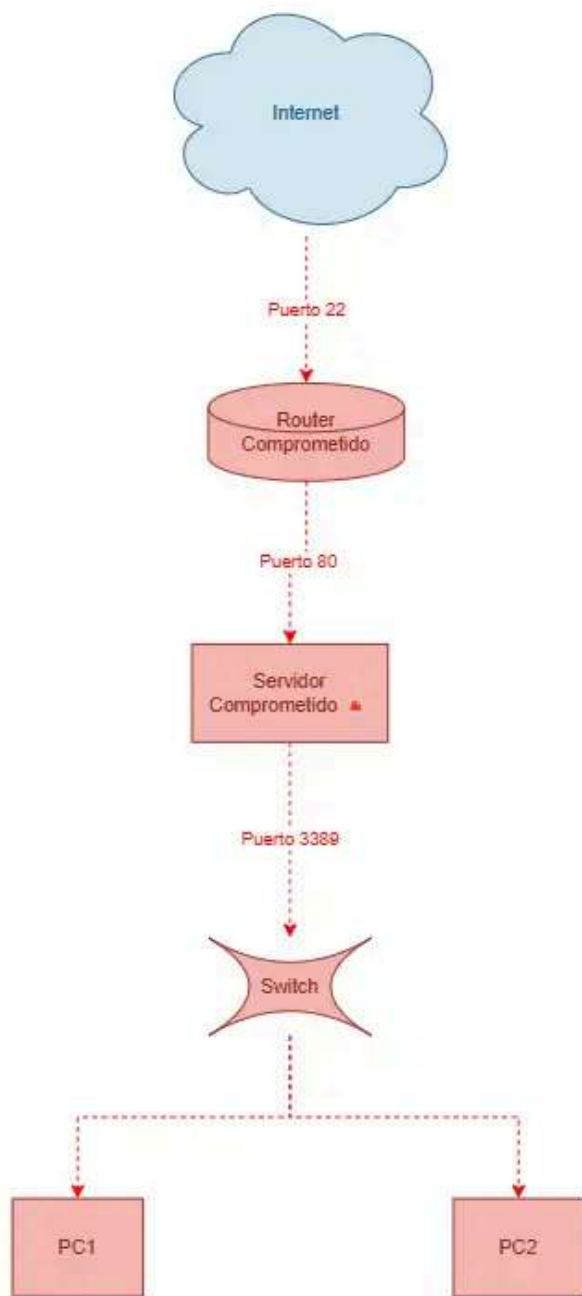 Internet
Puerto 22
Router
Comprometido
Puerto 80
Servidor
Comprometido
Puerto 3389
Switch
PC1
PC2